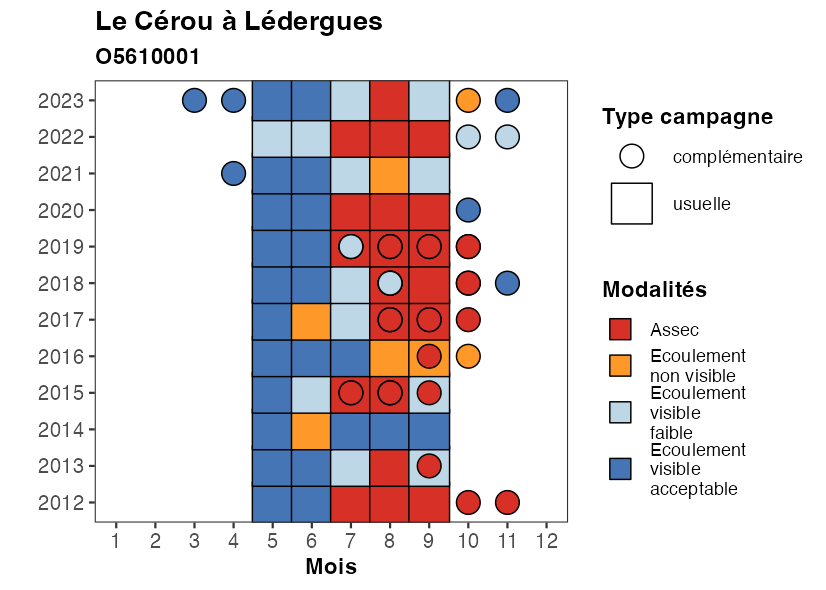 Le Cérou à Lédergues
O5610001
2023
2022
2021
2020
2019
2018
2017
2016
2015
2014
2013
2012
1 2 3 4 5 6 7 8 9 10 11 12
Mois
Type campagne
complémentaire
usuelle
Modalités
Assec
Ecoulement
non visible
Ecoulement
visible
faible
Ecoulement
visible
acceptable